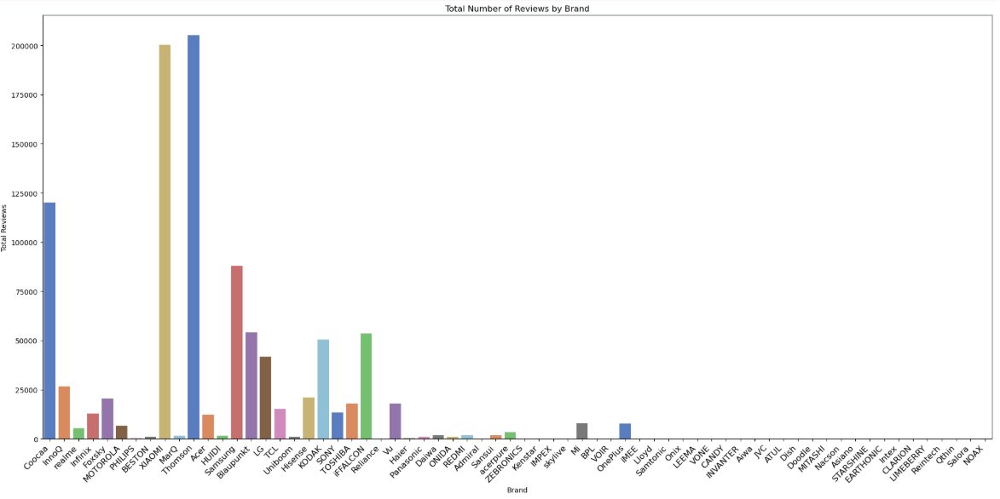 Total Number of Reviews by Brand
Total Reviews
200000
175000
150000
125000
100000
75000
50000
25000
0
Coocaa
InnoQ
realme
Infinix
Foxsky
MOTOROLA
PHILIPS
BESTON
XIAOMI
MarQ
Thomson
Acer
HUIDI
Samsung
Blaupunkt
LG
TCL
Uniboom
Hisense
KODAK
SONY
TOSHIBA
iFFALCON
Reliance
Vu
Haier
Panasonic
Daiwa
ONIDA
REDMI
Admiral
Sansui
acerpure
ZEBRONICS
Kenstar
IMPEX
skylive
Mi
BPL
VOIR
OnePlus
iMEE
Lloyd
Samtonic
Onix
LEEMA
VONE
CANDY
INVANTER
Aiwa
JVC
ATUL
Dish
Doodle
MITASHI
Nacson
Asiano
STARSHINE
EARTHONIC
Intex
CLARION
LIMEBERRY
Reintech
Qthin
Salora
NOAX
Brand